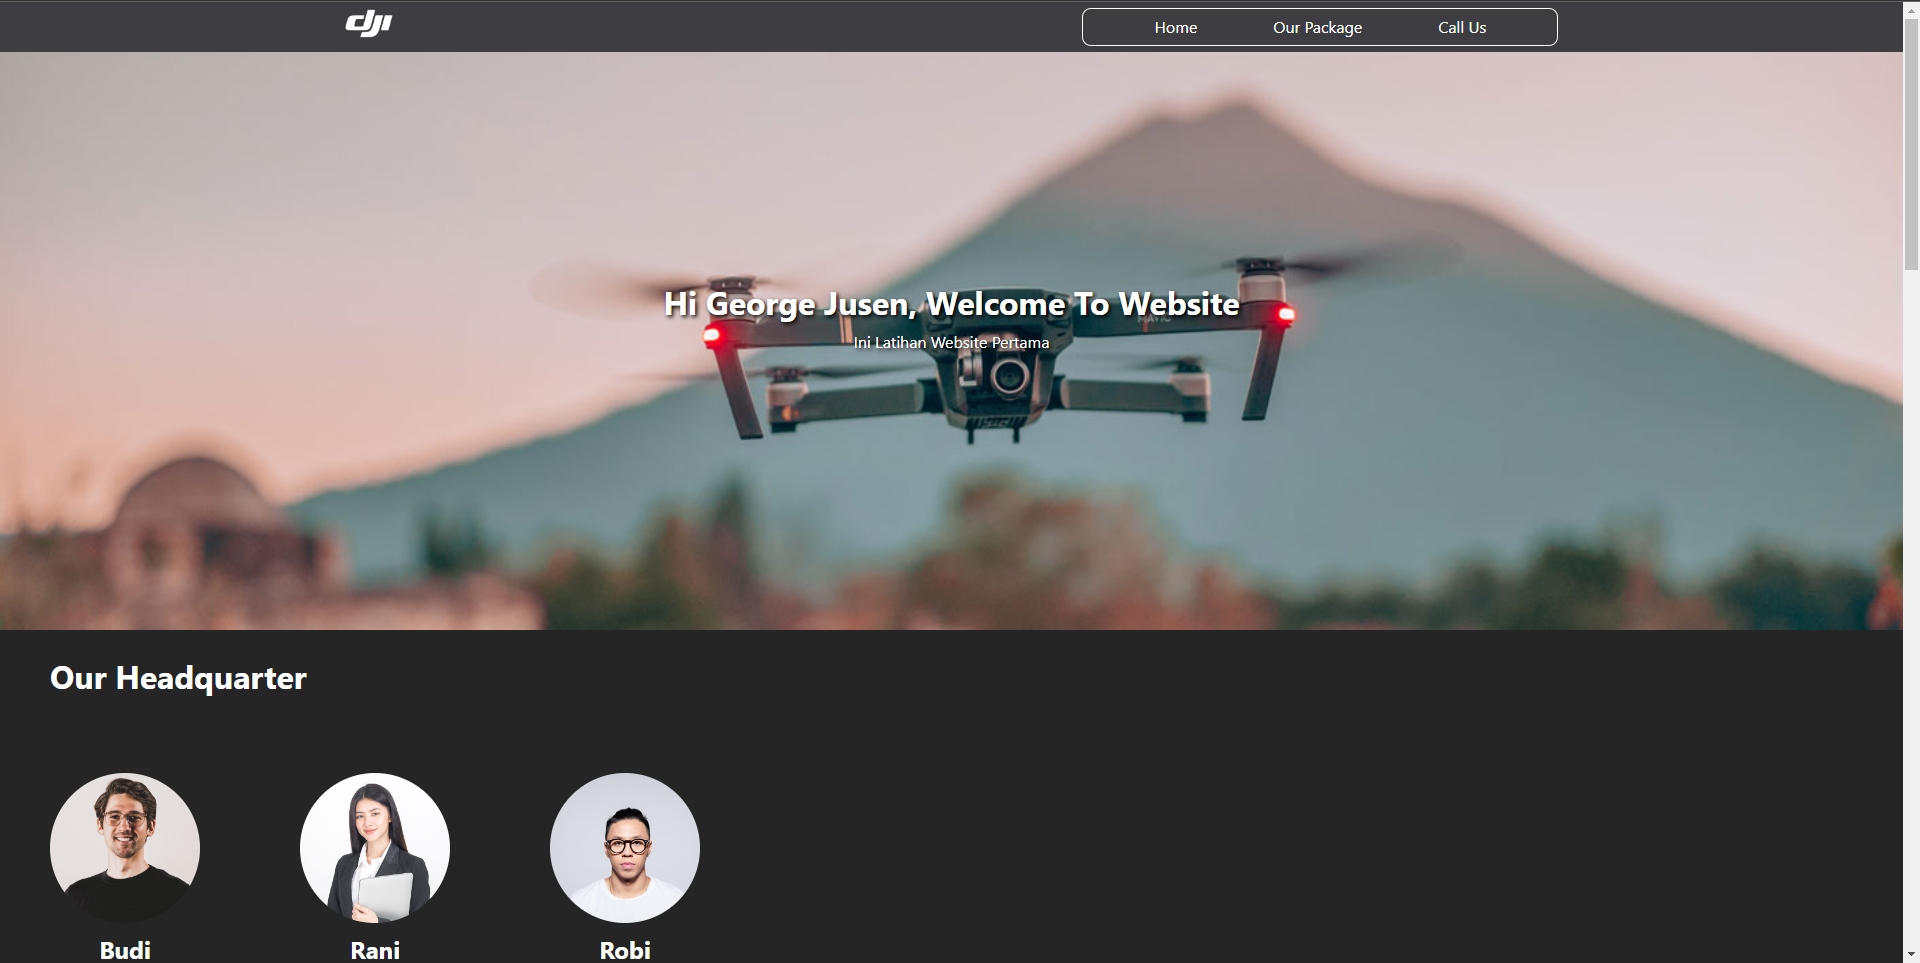 dji
Home Our Package Call Us
Hi George Jusen, Welcome To Website
MAVIC
Ini Latihan Website Pertama
Our Headquarter
Budi Rani Robi